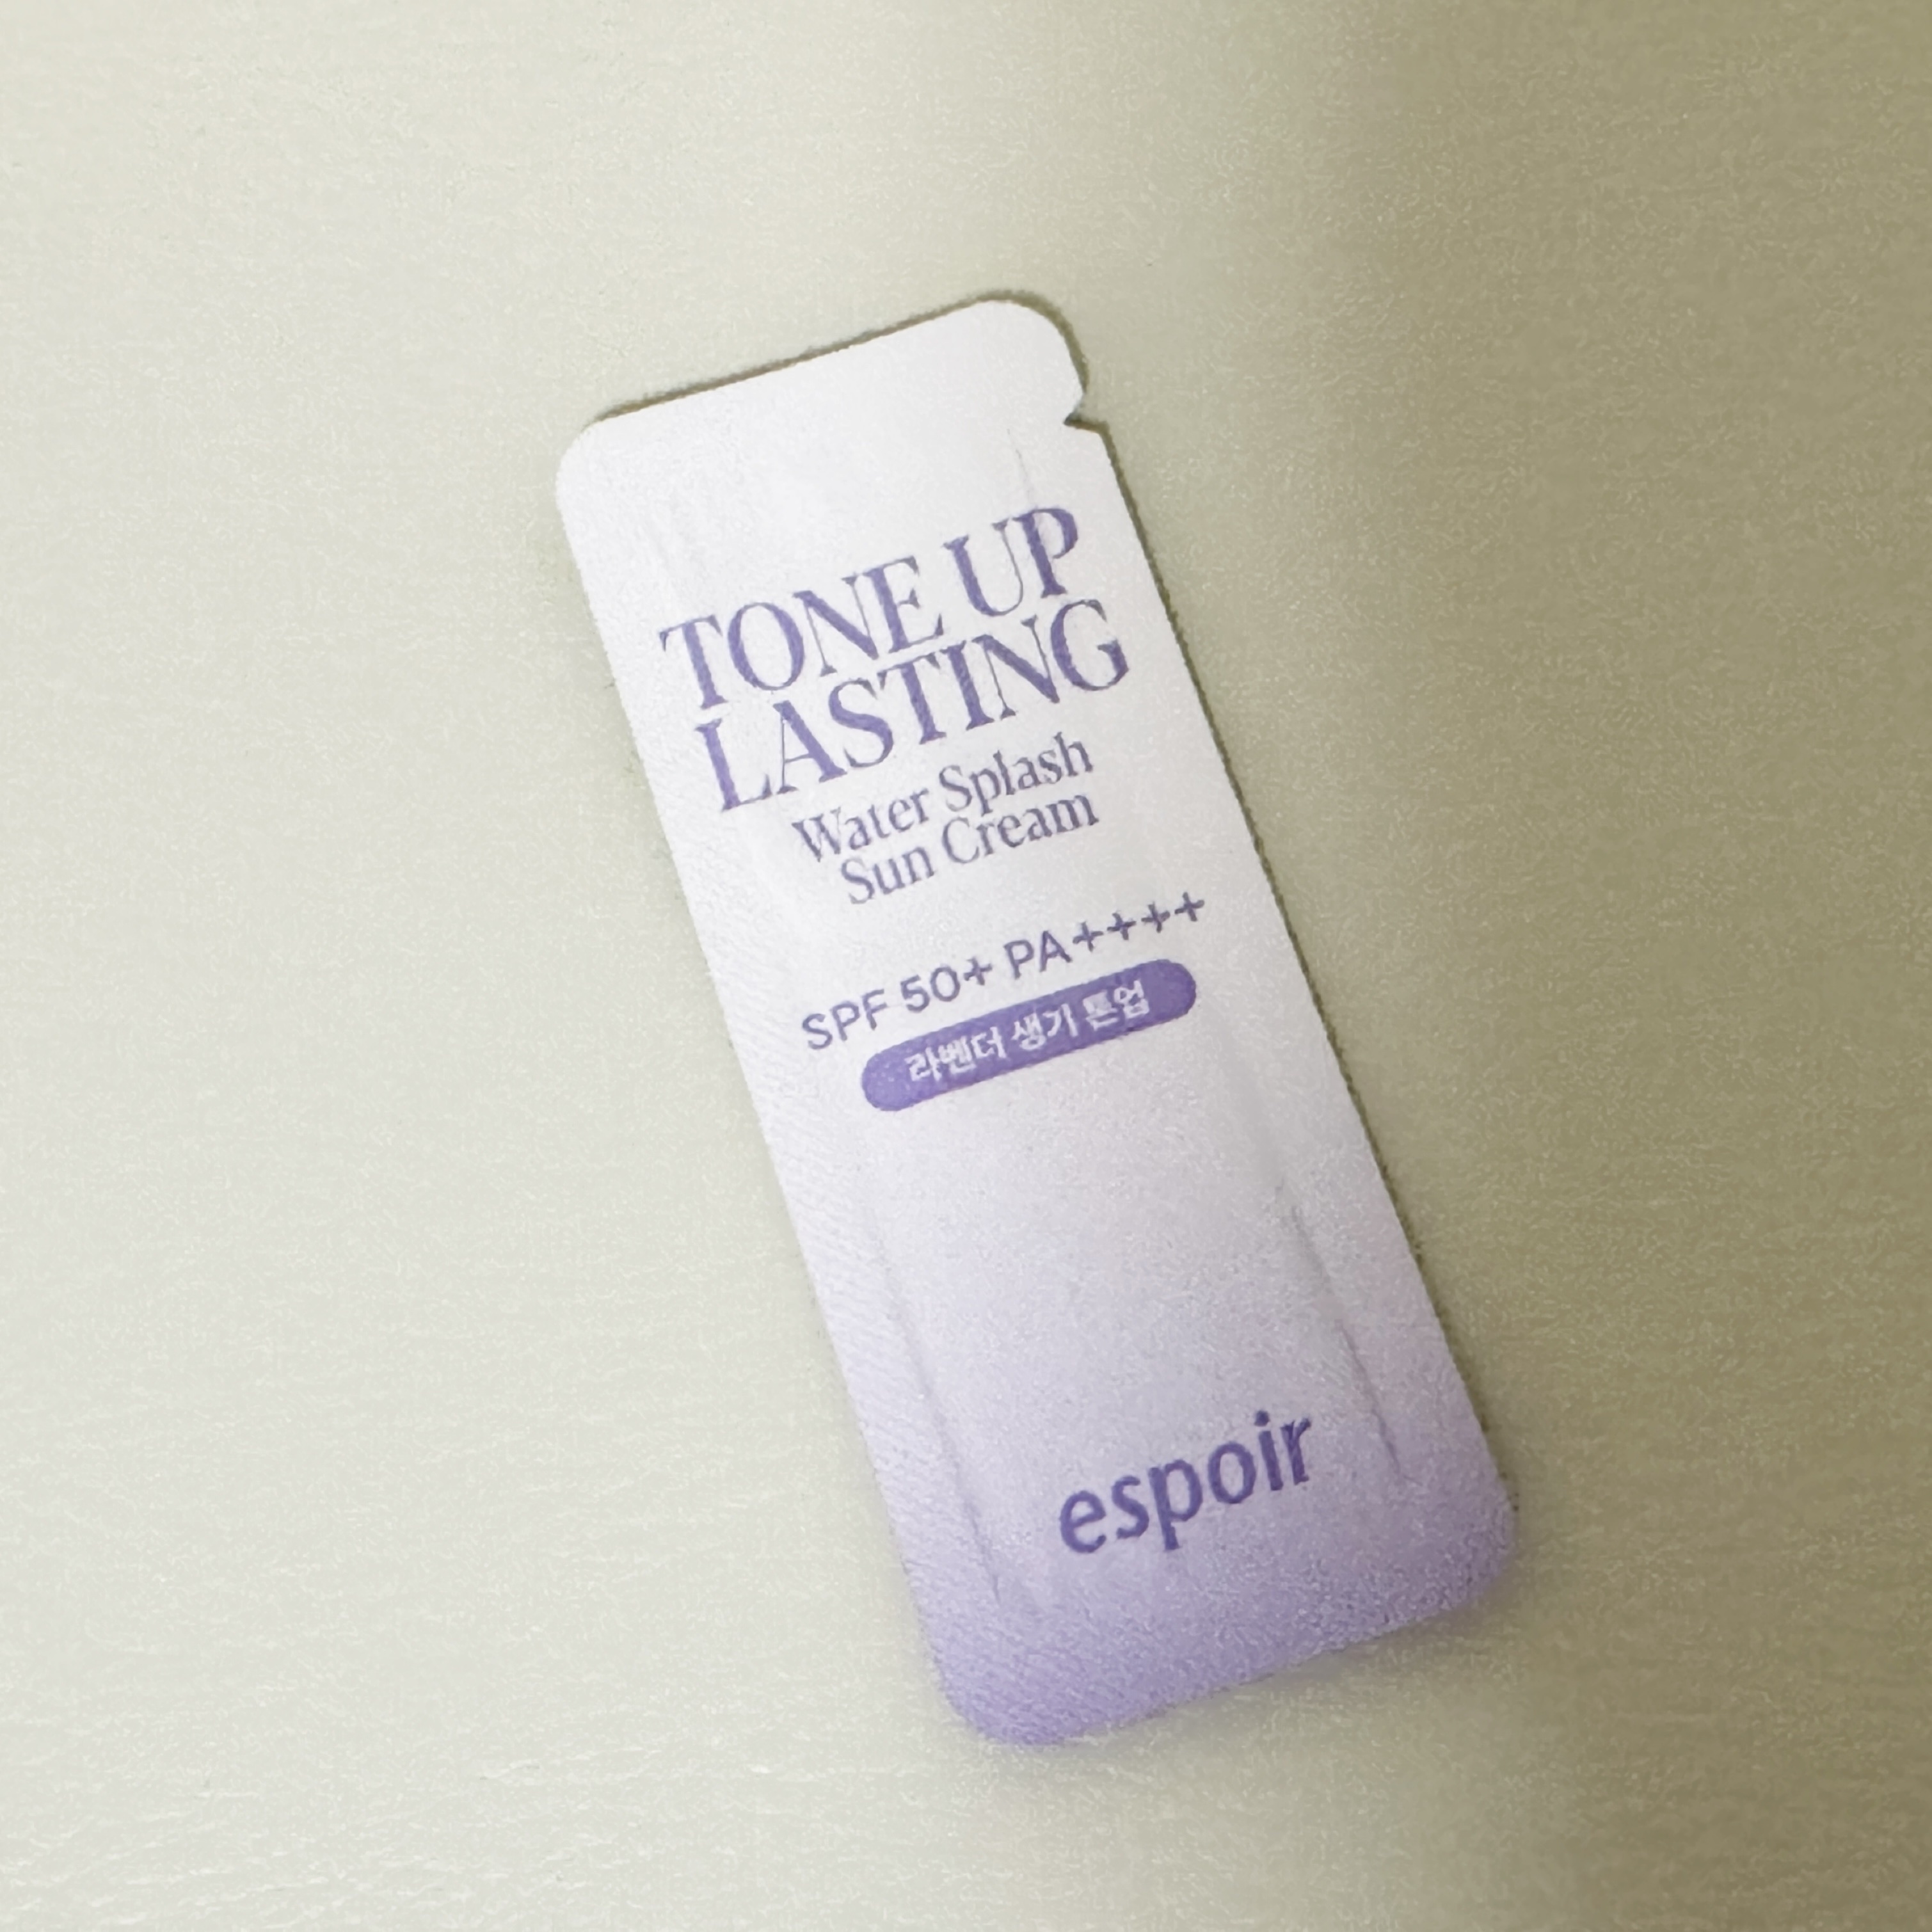 TONE UP
LASTING
Water Splash
Sun Cream
SPF 50+ PA++++
라벤더 생기 톤업
espoir